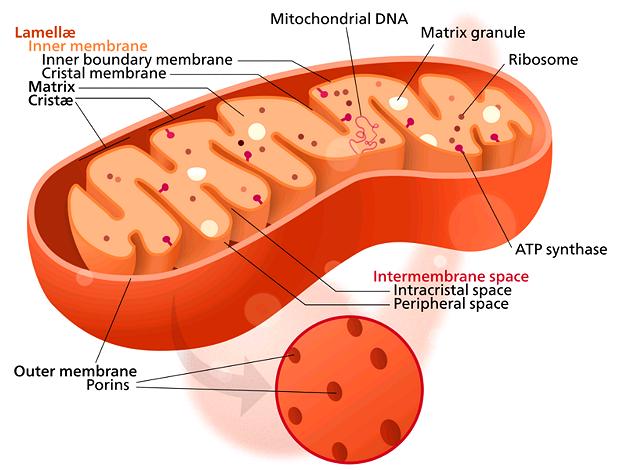 Mitochondrial DNA
Matrix granule
Lamellæ
Inner membrane
Inner boundary membrane
Cristal membrane
Matrix
Cristæ
Ribosome
ATP synthase
Intermembrane space
Intracristal space
Peripheral space
Outer membrane
Porins